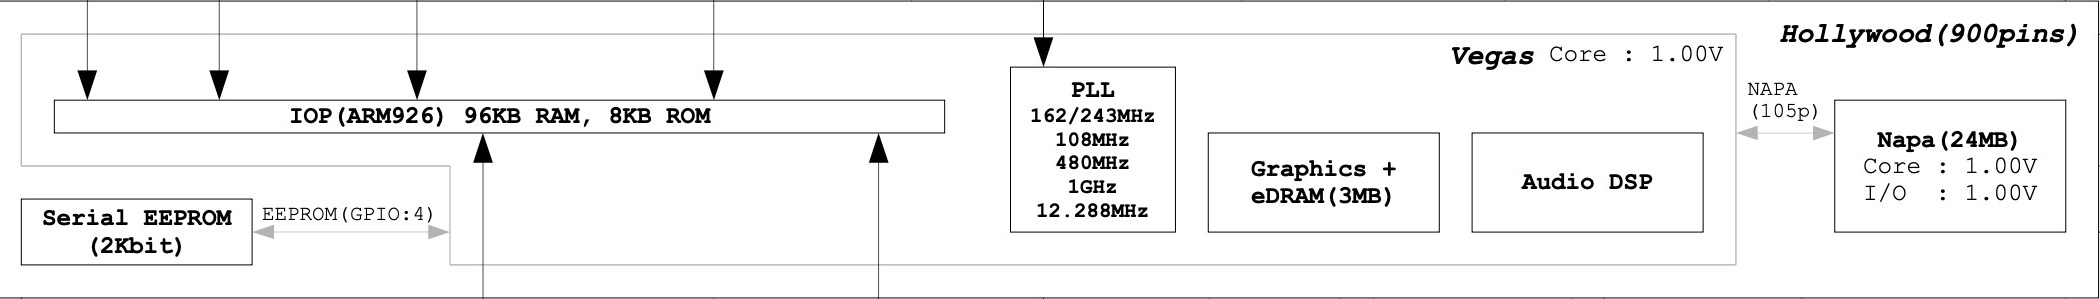 Hollywood(900pins)
Vegas Core : 1.00V
IOP(ARM926) 96KB RAM, 8KB ROM
PLL
162/243MHz
108MHz
480MHz
1GHz
12.288MHz
Graphics +
eDRAM(3MB)
Audio DSP
NAPA
(105p)
Napa(24MB)
Core : 1.00V
I/O : 1.00V
Serial EEPROM
(2Kbit)
EEPROM(GPIO:4)